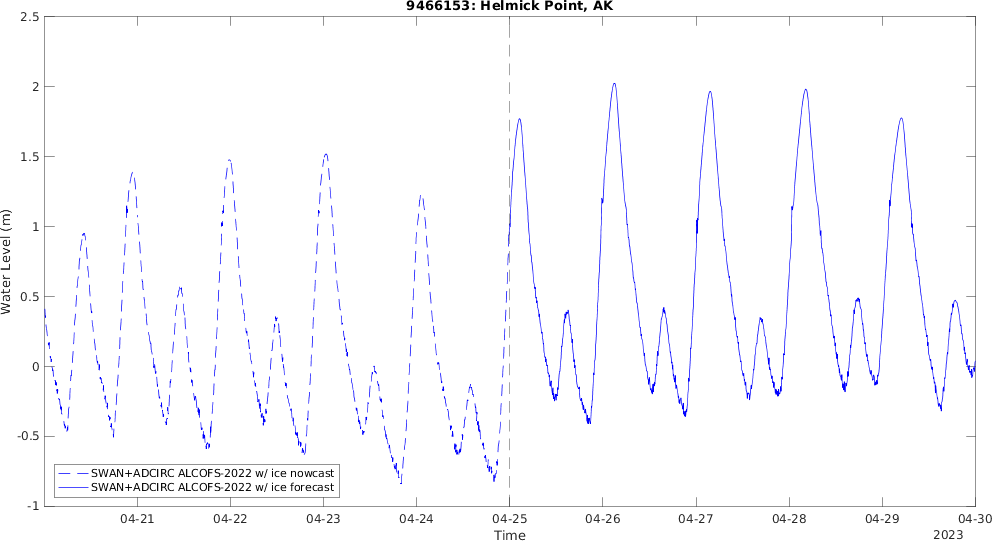 9466153: Helmick Point, AK
2.5
2
1.5
1
0.5
0
-0.5
-1
Water Level (m)
SWAN+ADCIRC ALCOFS-2022 w/ ice nowcast
SWAN+ADCIRC ALCOFS-2022 w/ ice forecast
04-21 04-22 04-23 04-24 04-25 04-26 04-27 04-28 04-29 04-30
Time
2023